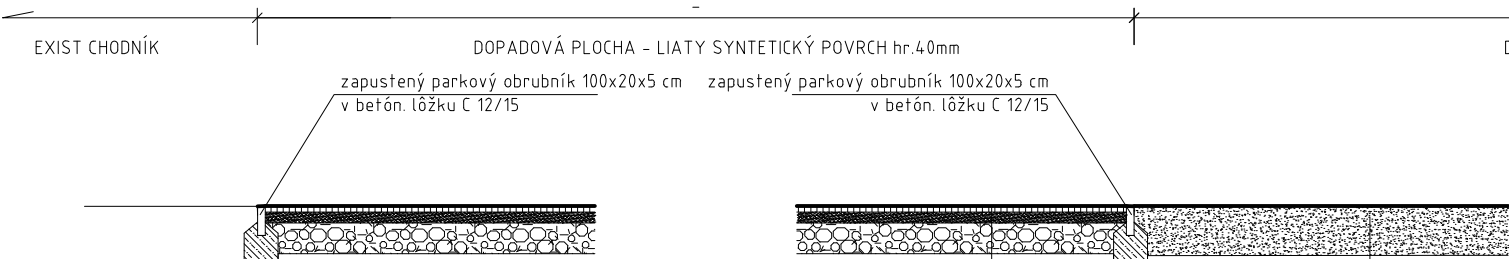 EXIST CHODNÍK
DOPADOVÁ PLOCHA - LIATY SYNTETICKÝ POVRCH hr.40mm
zapustený parkový obrubník 100x20x5 cm
v betón. lôžku C 12/15
zapustený parkový obrubník 100x20x5 cm
v betón. lôžku C 12/15